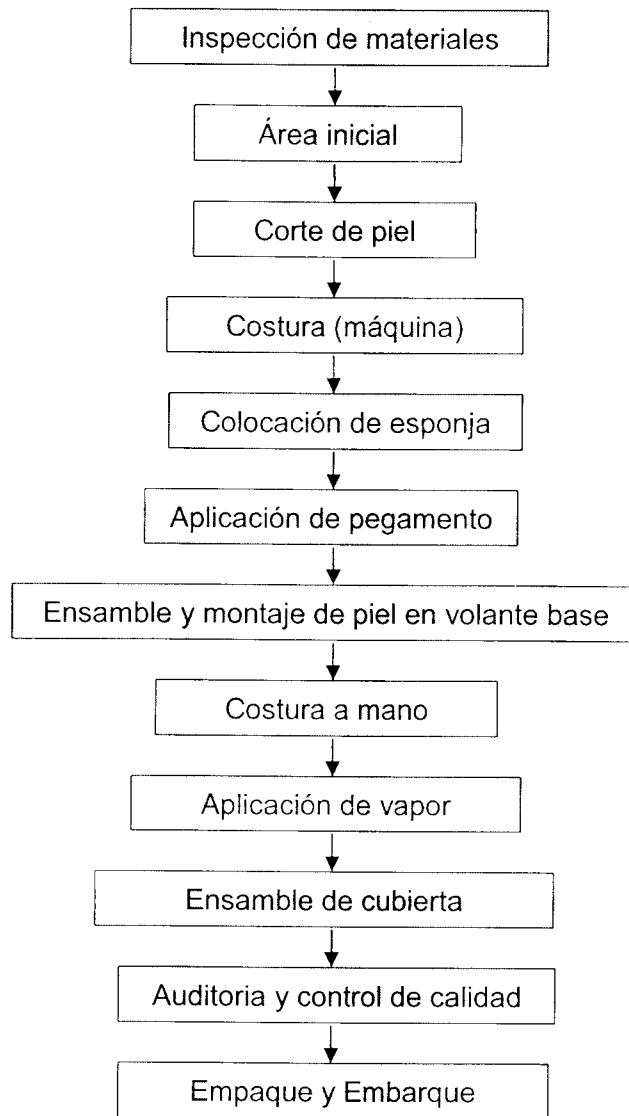 Inspección de materiales
Área inicial
Corte de piel
Costura (máquina)
Colocación de esponja
Aplicación de pegamento
Ensamble y montaje de piel en volante base
Costura a mano
Aplicación de vapor
Ensamble de cubierta
Auditoria y control de calidad
Empaque y Embarque